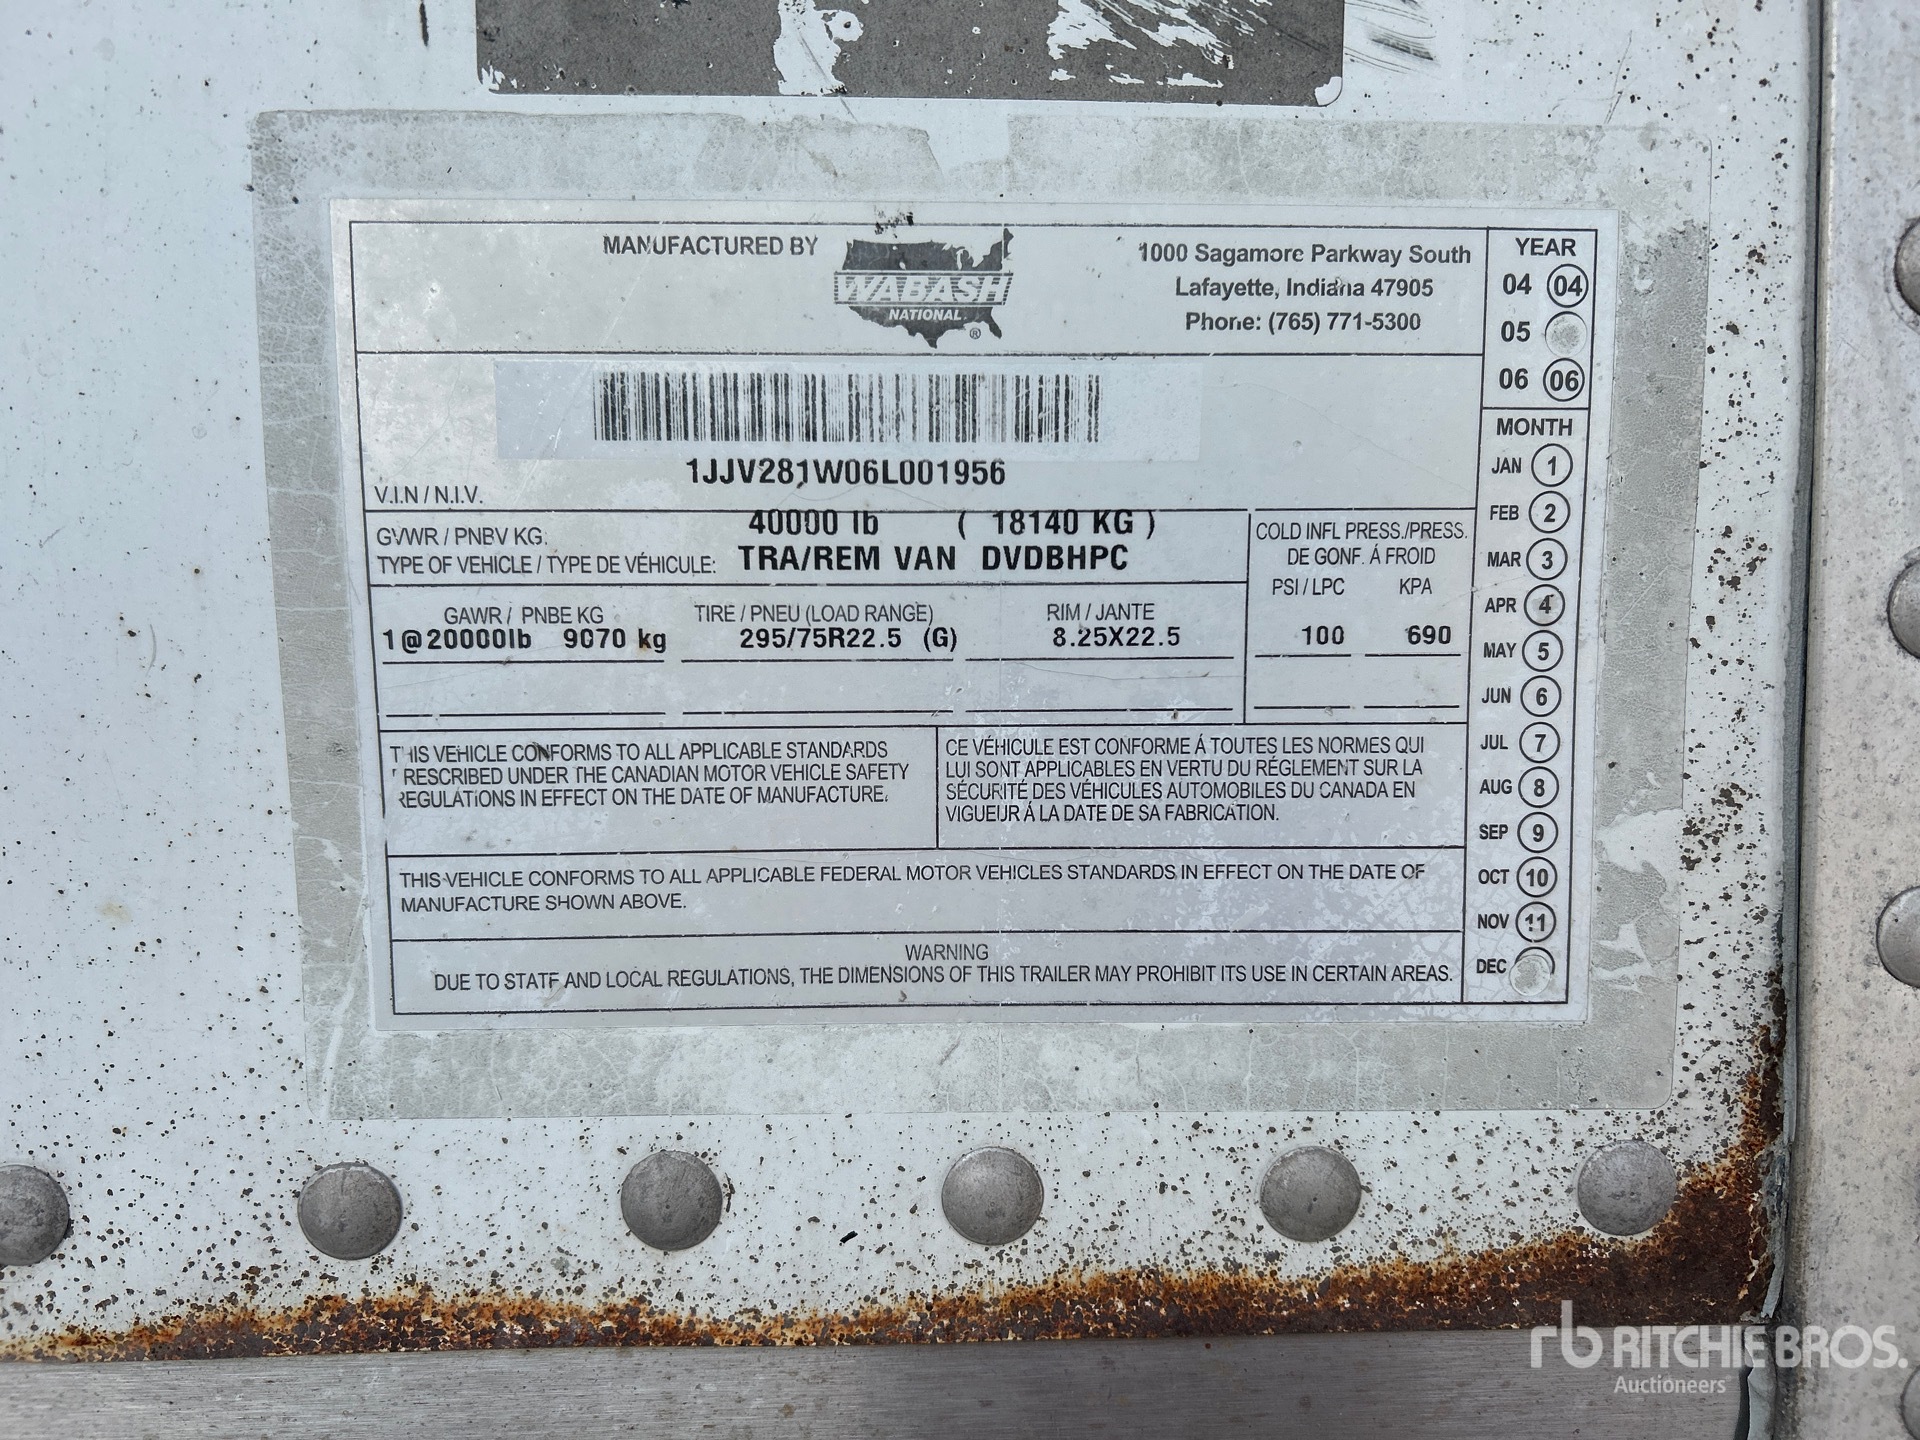 MANUFACTURED BY
WABASH
NATIONAL ®
1000 Sagamore Parkway South
Lafayette, Indiana 47905
Phone: (765) 771-5300
YEAR
04 04
05
06 06
1JJV281W06L001956
V.I.N / N.I.V.
GVWR / PNBV KG. 40000 lb ( 18140 KG )
TYPE OF VEHICLE / TYPE DE VÉHICULE: TRA/REM VAN DVDBHPC
COLD INFL PRESS./PRESS.
DE GONF. Á FROID
PSI / LPC KPA
100 690
GAWR / PNBE KG TIRE / PNEU (LOAD RANGE) RIM / JANTE
1@20000lb 9070 kg 295/75R22.5 (G) 8.25X22.5
MONTH
JAN 1
FEB 2
MAR 3
APR 4
MAY 5
JUN 6
JUL 7
AUG 8
SEP 9
OCT 10
NOV 11
DEC
THIS VEHICLE CONFORMS TO ALL APPLICABLE STANDARDS
PRESCRIBED UNDER THE CANADIAN MOTOR VEHICLE SAFETY
REGULATIONS IN EFFECT ON THE DATE OF MANUFACTURE.
CE VÉHICULE EST CONFORME Á TOUTES LES NORMES QUI
LUI SONT APPLICABLES EN VERTU DU RÉGLEMENT SUR LA
SÉCURITÉ DES VÉHICULES AUTOMOBILES DU CANADA EN
VIGUEUR Á LA DATE DE SA FABRICATION.
THIS VEHICLE CONFORMS TO ALL APPLICABLE FEDERAL MOTOR VEHICLES STANDARDS IN EFFECT ON THE DATE OF
MANUFACTURE SHOWN ABOVE.
WARNING
DUE TO STATE AND LOCAL REGULATIONS, THE DIMENSIONS OF THIS TRAILER MAY PROHIBIT ITS USE IN CERTAIN AREAS.
rb RITCHIE BROS.
Auctioneers